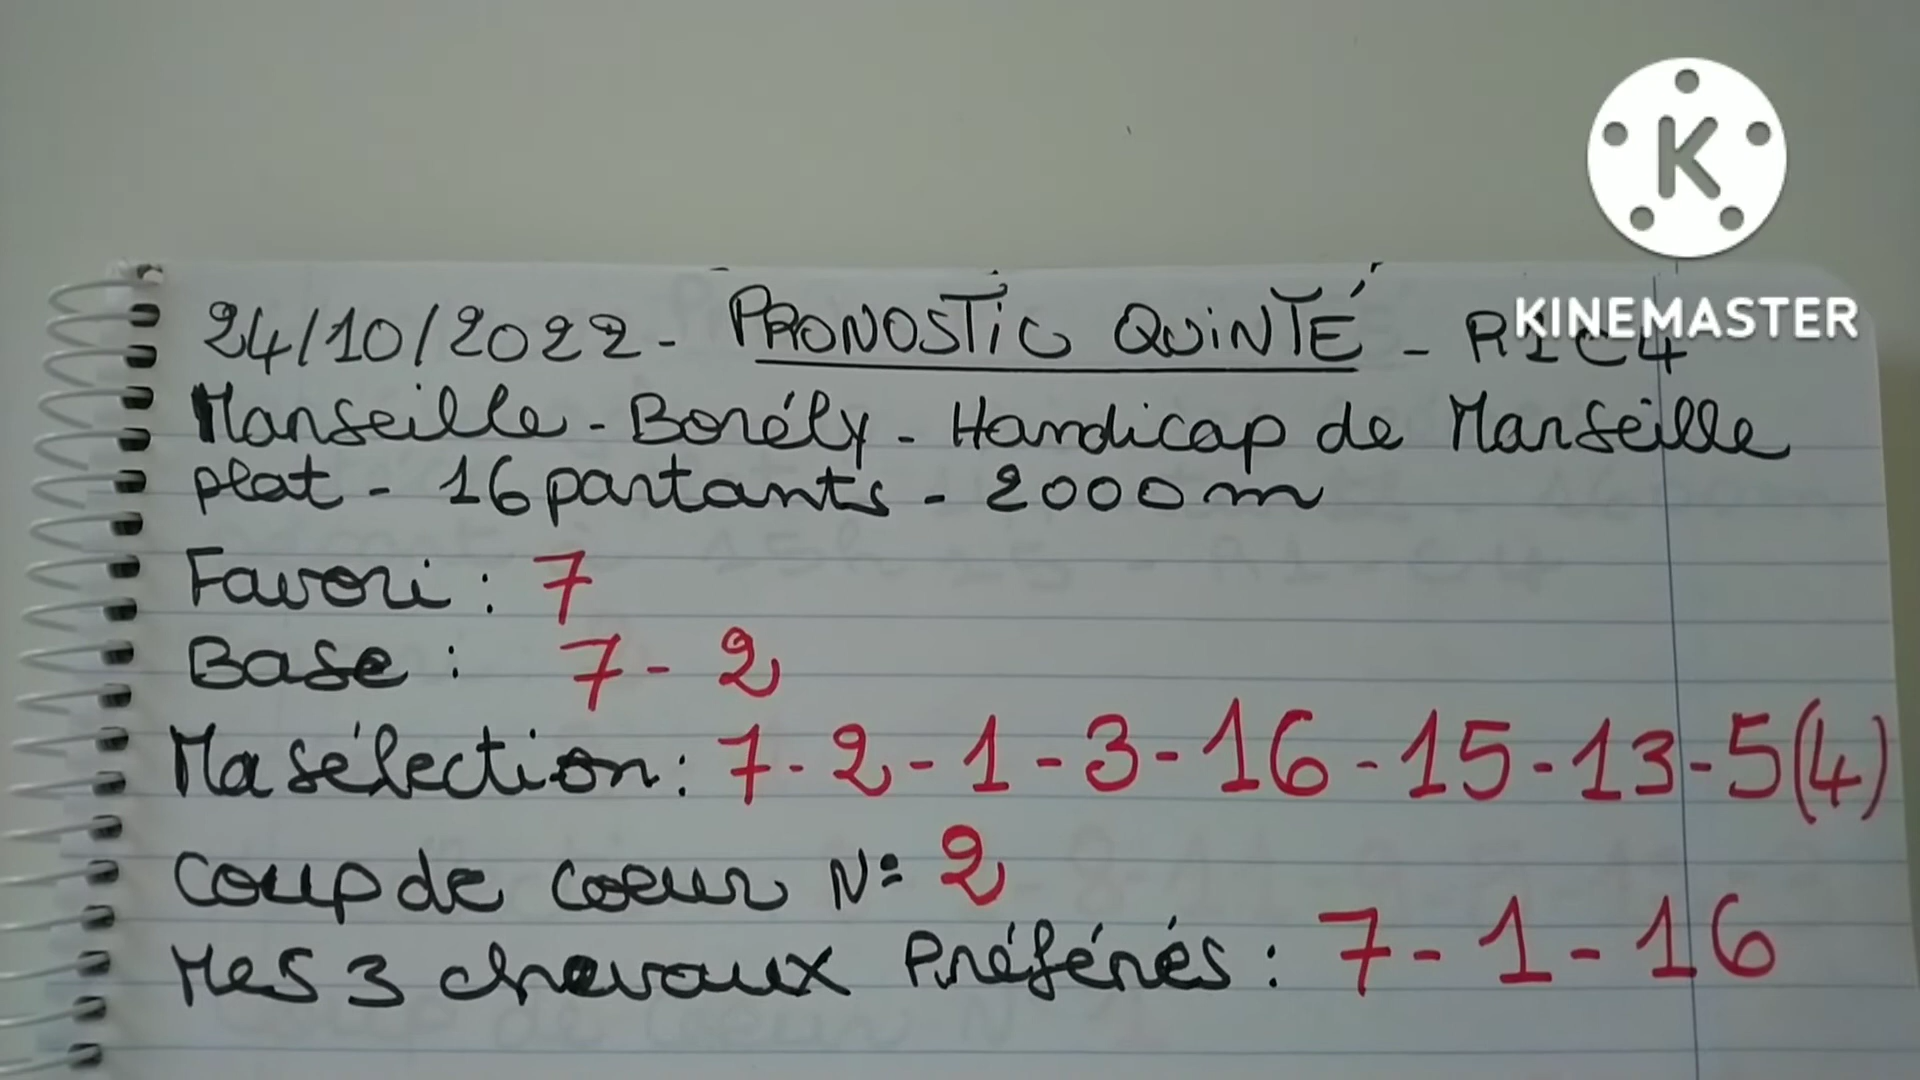 24/10/2022 - PRONOSTIC QUINTÉ - R1C4
KINEMASTER
Marseille - Borély - Handicap de Marseille
plat - 16 partants - 2000m
Favori : 7
Base : 7 - 2
Ma sélection : 7 - 2 - 1 - 3 - 16 - 15 - 13 - 5 (4)
Coup de coeur N° 2
Mes 3 chevaux Préférés : 7 - 1 - 16